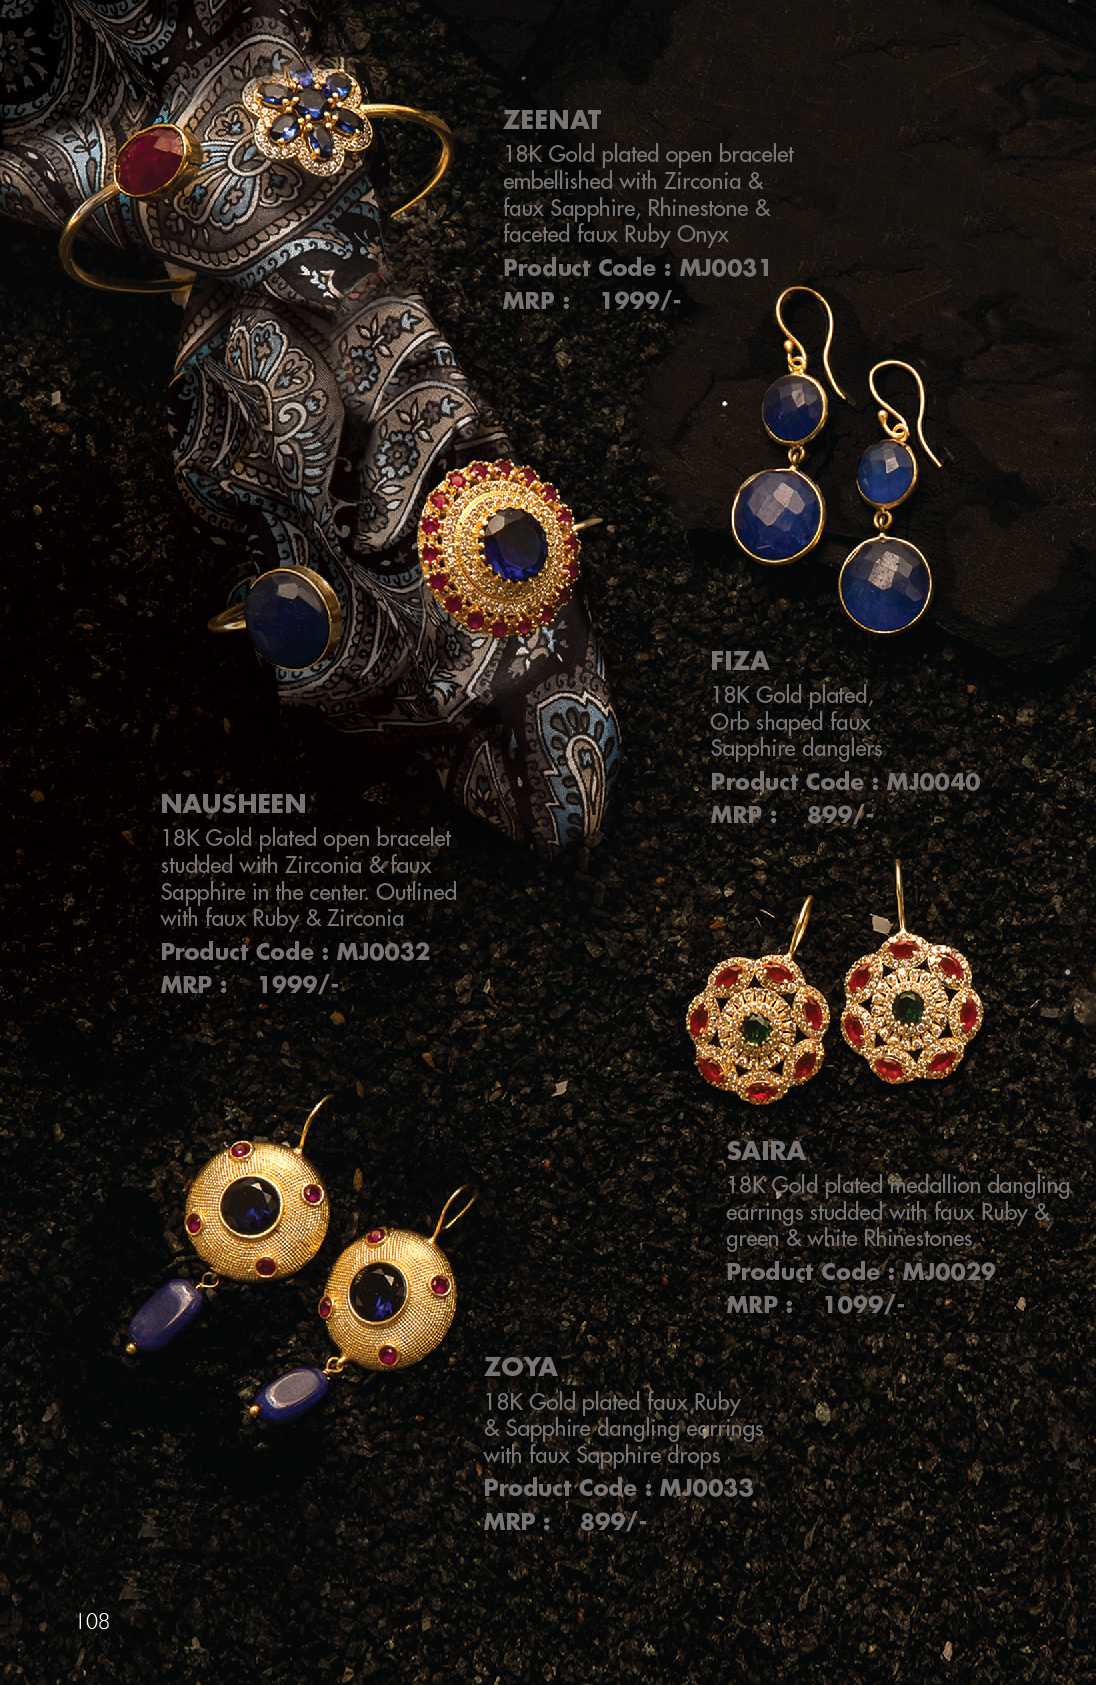 ZEENAT
18K Gold plated open bracelet
embellished with Zirconia &
faux Sapphire, Rhinestone &
faceted faux Ruby Onyx
Product Code : MJ0031
MRP : 1999/-
FIZA
18K Gold plated,
Orb shaped faux
Sapphire danglers
Product Code : MJ0040
MRP : 899/-
NAUSHEEN
18K Gold plated open bracelet
studded with Zirconia & faux
Sapphire in the center. Outlined
with faux Ruby & Zirconia
Product Code : MJ0032
MRP : 1999/-
SAIRA
18K Gold plated medallion dangling
earrings studded with faux Ruby &
green & white Rhinestones.
Product Code : MJ0029
MRP : 1099/-
ZOYA
18K Gold plated faux Ruby
& Sapphire dangling earrings
with faux Sapphire drops
Product Code : MJ0033
MRP : 899/-
108